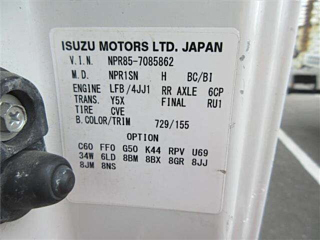 ISUZU MOTORS LTD. JAPAN
V.I.N. NPR85-7085862
M.D. NPR1SN H BC/BI
ENGINE LFB/4JJ1 RR AXLE 6CP
TRANS. Y5X FINAL RU1
TIRE CVE
B.COLOR/TRIM 729/155
OPTION
C60 FF0 G50 K44 RPV U69
34W 6LD 8BM 8BX 8GR 8JJ
8JM 8NS